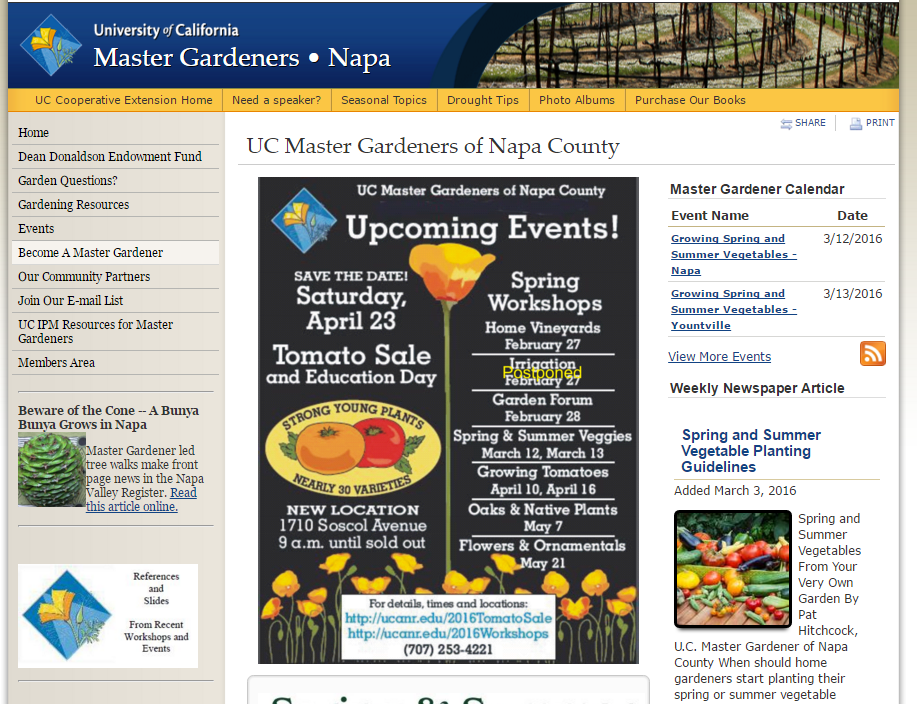 University of California
Master Gardeners • Napa
UC Cooperative Extension Home
Need a speaker?
Seasonal Topics
Drought Tips
Photo Albums
Purchase Our Books
Home
Dean Donaldson Endowment Fund
Garden Questions?
Gardening Resources
Events
Become A Master Gardener
Our Community Partners
Join Our E-mail List
UC IPM Resources for Master
Gardeners
Members Area
Beware of the Cone -- A Bunya
Bunya Grows in Napa
Master Gardener led
tree walks make front
page news in the Napa
Valley Register. Read
this article online.
References
and
Slides
From Recent
Workshops and
Events
SHARE
PRINT
UC Master Gardeners of Napa County
UC Master Gardeners of Napa County
Upcoming Events!
SAVE THE DATE!
Saturday,
April 23
Tomato Sale
and Education Day
STRONG YOUNG PLANTS
NEARLY 30 VARIETIES
NEW LOCATION
1710 Soscol Avenue
9 a.m. until sold out
Spring
Workshops
Home Vineyards
February 27
Irrigation
Postponed
February 27
Garden Forum
February 28
Spring & Summer Veggies
March 12, March 13
Growing Tomatoes
April 10, April 16
Oaks & Native Plants
May 7
Flowers & Ornamentals
May 21
For details, times and locations:
http://ucanr.edu/2016TomatoSale
http://ucanr.edu/2016Workshops
(707) 253-4221
Master Gardener Calendar
Event Name Date
Growing Spring and 3/12/2016
Summer Vegetables -
Napa
Growing Spring and 3/13/2016
Summer Vegetables -
Yountville
View More Events
Weekly Newspaper Article
Spring and Summer
Vegetable Planting
Guidelines
Added March 3, 2016
Spring and
Summer
Vegetables
From Your
Very Own
Garden By
Pat
Hitchcock,
U.C. Master Gardener of Napa
County When should home
gardeners start planting their
spring or summer vegetable